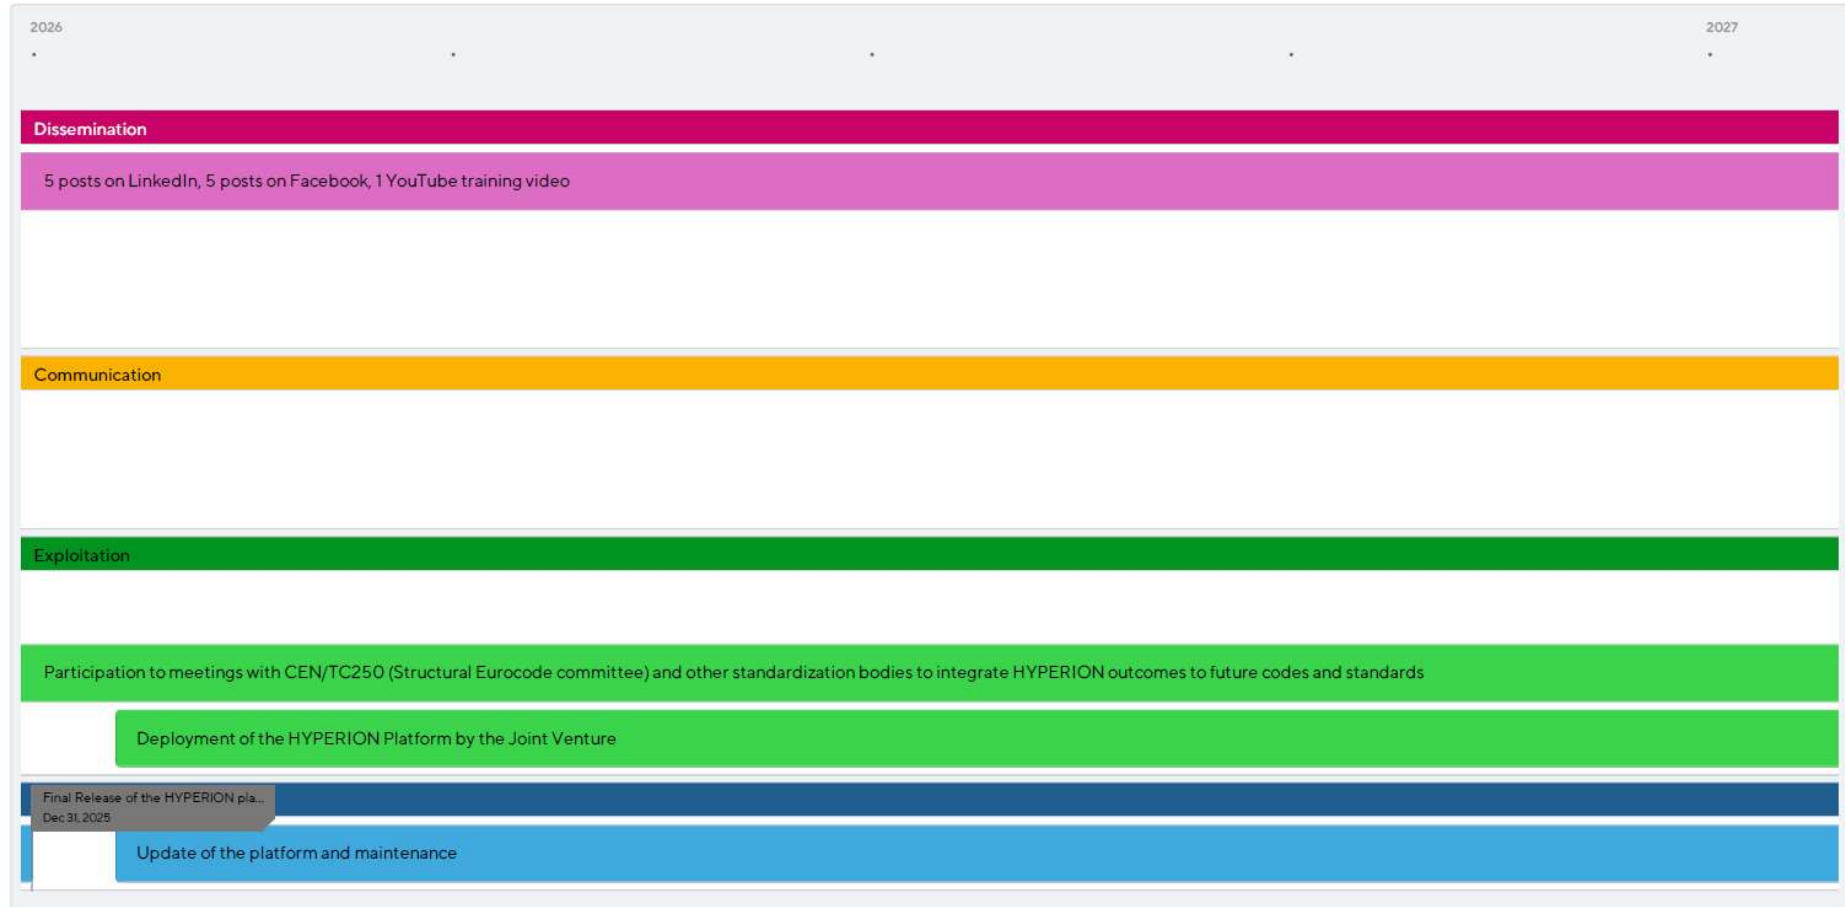 2026
2027
Dissemination
5 posts on LinkedIn, 5 posts on Facebook, 1 YouTube training video
Communication
Exploitation
Participation to meetings with CEN/TC250 (Structural Eurocode committee) and other standardization bodies to integrate HYPERION outcomes to future codes and standards
Deployment of the HYPERION Platform by the Joint Venture
Final Release of the HYPERION pla...
Dec 31, 2025
Update of the platform and maintenance